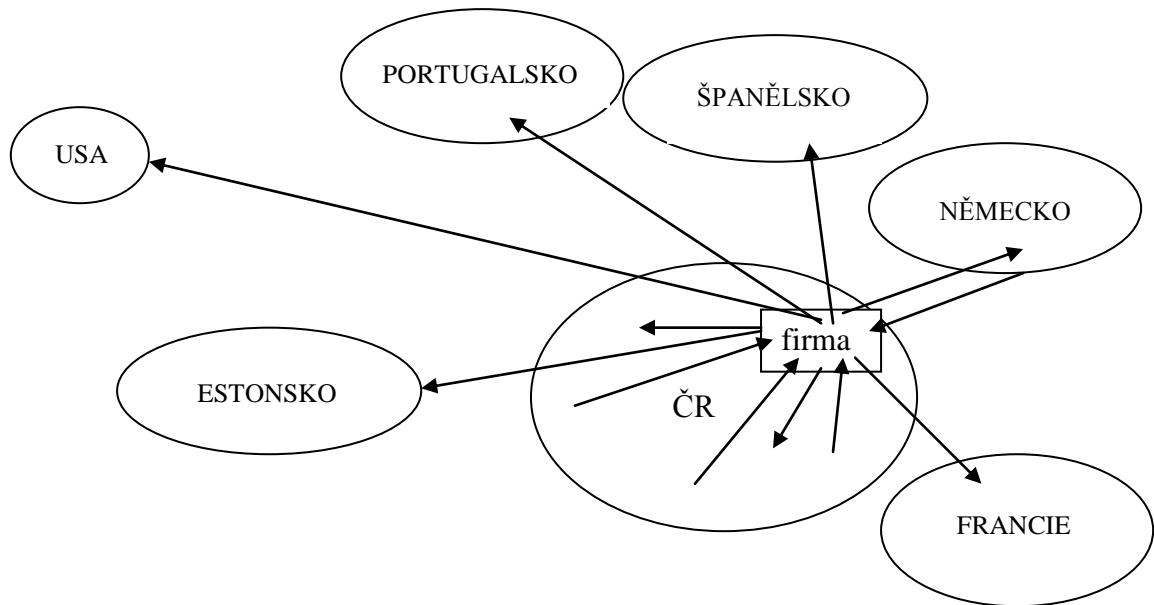 PORTUGALSKO
ŠPANĚLSKO
USA
NĚMECKO
firma
ESTONSKO
ČR
FRANCIE